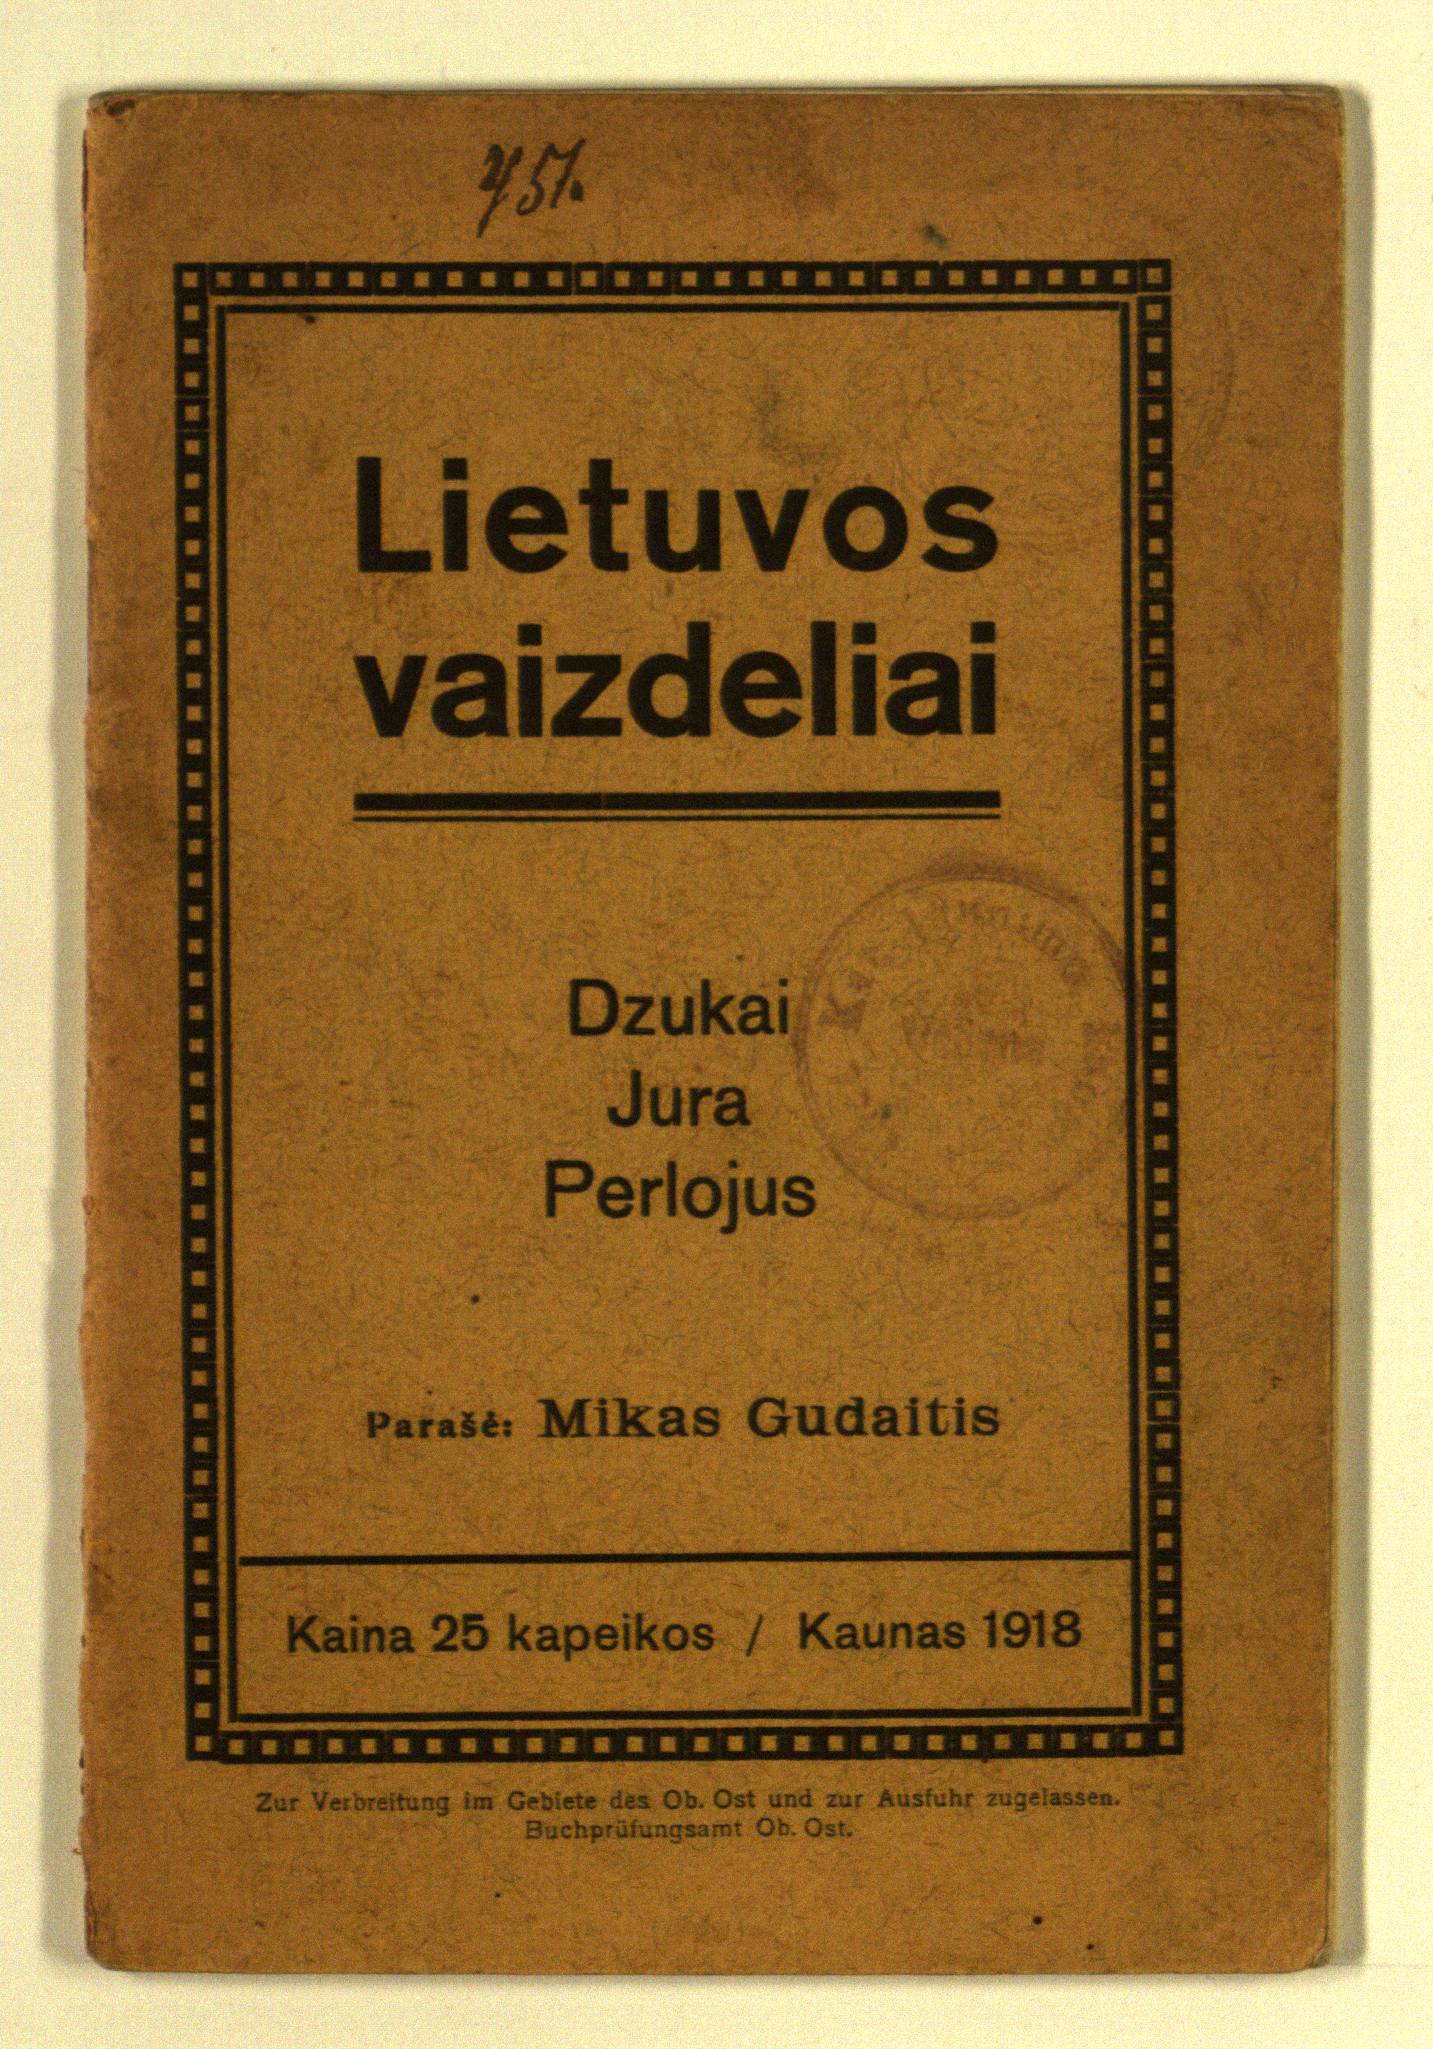 451.
Lietuvos
vaizdeliai
Dzukai
Jura
Perlojus
Parašė: Mikas Gudaitis
Kaina 25 kapeikos / Kaunas 1918
Zur Verbreitung im Gebiete des Ob. Ost und zur Ausfuhr zugelassen.
Buchprüfungsamt Ob. Ost.